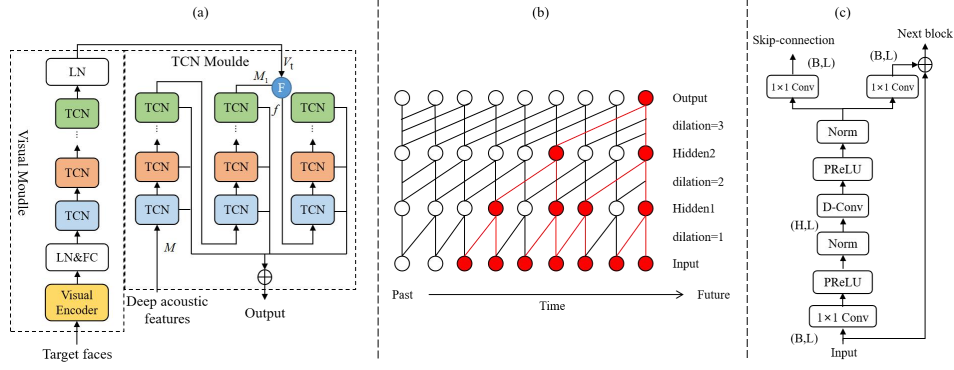 (a)
LN
TCN
...
TCN
TCN
LN&FC
Visual
Encoder
Target faces
Visual Moudle
TCN Moulde
Vt
Mt
F
f
TCN
TCN
TCN
...
...
...
TCN
TCN
TCN
TCN
TCN
TCN
M
Deep acoustic
features
Output
(b)
Output
dilation=3
Hidden2
dilation=2
Hidden1
dilation=1
Input
Past
Time
Future
(c)
Skip-connection
Next block
(B,L)
(B,L)
1×1 Conv
1×1 Conv
Norm
PReLU
D-Conv
(H,L)
Norm
PReLU
1×1 Conv
(B,L)
Input